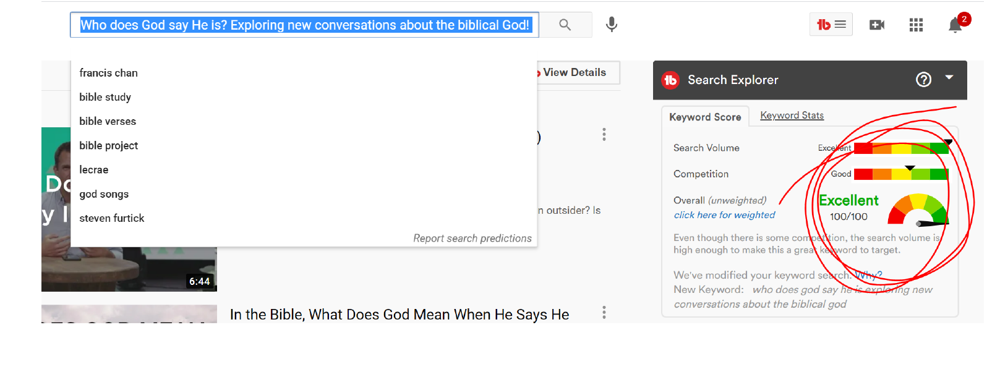 Who does God say He is? Exploring new conversations about the biblical God!
2
francis chan
bible study
bible verses
bible project
lecrae
god songs
steven furtick
Report search predictions
View Details
)
n outsider? Is
Do
y I
6:44
In the Bible, What Does God Mean When He Says He
Search Explorer
Keyword Score
Keyword Stats
Search Volume
Excellent
Competition
Good
Overall (unweighted)
click here for weighted
Excellent
100/100
Even though there is some competition, the search volume is
high enough to make this a great keyword to target.
We've modified your keyword search. Why?
New Keyword: who does god say he is exploring new
conversations about the biblical god